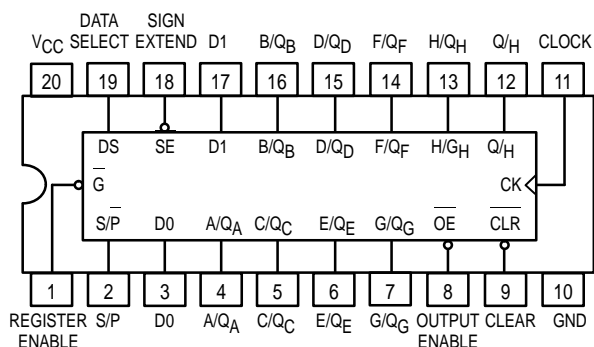 DATA SIGN
VCC SELECT EXTEND D1 B/QB D/QD F/QF H/QH Q/H CLOCK
20 19 18 17 16 15 14 13 12 11
DS SE D1 B/QB D/QD F/QF H/GH Q/H
G CK
S/P D0 A/QA C/QC E/QE G/QG OE CLR
1 2 3 4 5 6 7 8 9 10
REGISTER S/P D0 A/QA C/QC E/QE G/QG OUTPUT CLEAR GND
ENABLE ENABLE